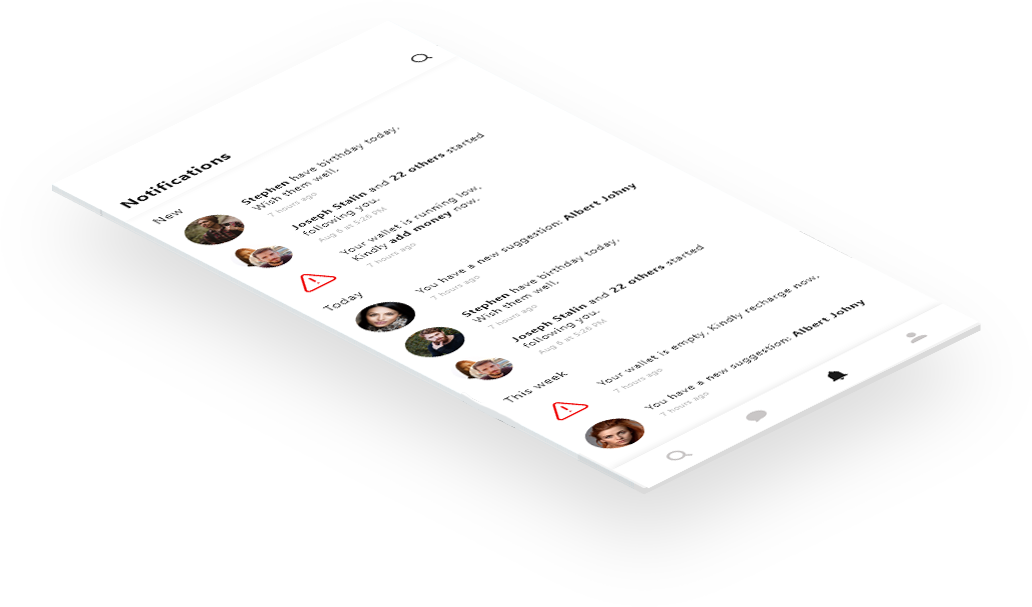 Notifications
New
Stephen have birthday today,
Wish them well,
7 hours ago
Joseph Stalin and 22 others started
following you.
Aug 6 at 5:26 PM
Your wallet is running low,
Kindly add money now.
7 hours ago
Today
You have a new suggestion: Albert Johny
7 hours ago
Stephen have birthday today,
Wish them well,
7 hours ago
Joseph Stalin and 22 others started
following you.
Aug 6 at 5:26 PM
This week
Your wallet is empty, Kindly recharge now,
7 hours ago
You have a new suggestion: Albert Johny
7 hours ago